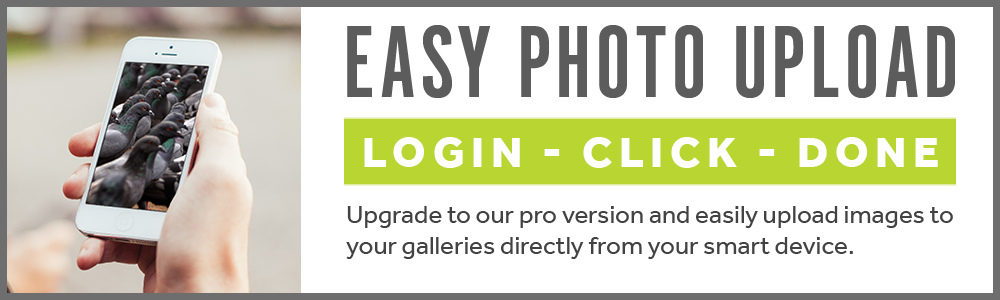 EASY PHOTO UPLOAD
LOGIN - CLICK - DONE
Upgrade to our pro version and easily upload images to
your galleries directly from your smart device.